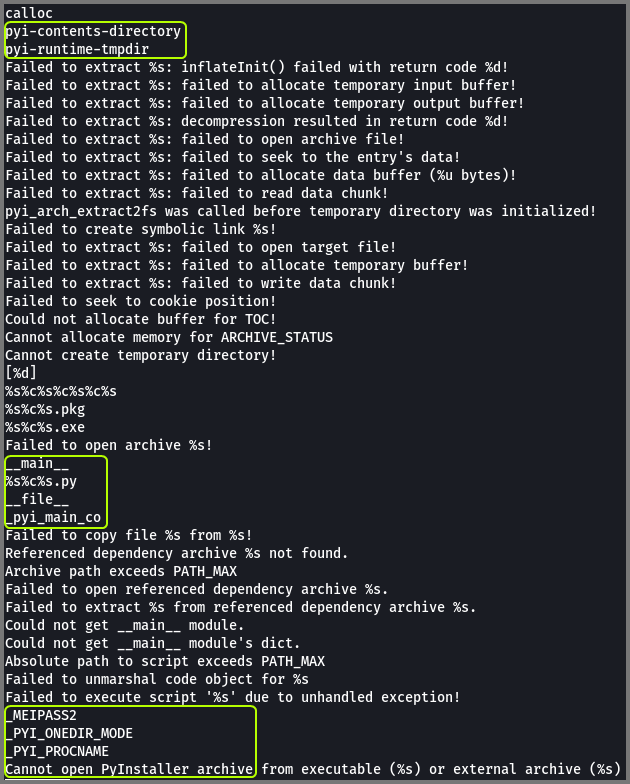 calloc
pyi-contents-directory
pyi-runtime-tmpdir
Failed to extract %s: inflateInit() failed with return code %d!
Failed to extract %s: failed to allocate temporary input buffer!
Failed to extract %s: failed to allocate temporary output buffer!
Failed to extract %s: decompression resulted in return code %d!
Failed to extract %s: failed to open archive file!
Failed to extract %s: failed to seek to the entry's data!
Failed to extract %s: failed to allocate data buffer (%u bytes)!
Failed to extract %s: failed to read data chunk!
pyi_arch_extract2fs was called before temporary directory was initialized!
Failed to create symbolic link %s!
Failed to extract %s: failed to open target file!
Failed to extract %s: failed to allocate temporary buffer!
Failed to extract %s: failed to write data chunk!
Failed to seek to cookie position!
Could not allocate buffer for TOC!
Cannot allocate memory for ARCHIVE_STATUS
Cannot create temporary directory!
[%d]
%s%c%s%c%s%c%s
%s%c%s.pkg
%s%c%s.exe
Failed to open archive %s!
__main__
%s%c%s.py
__file__
_pyi_main_co
Failed to copy file %s from %s!
Referenced dependency archive %s not found.
Archive path exceeds PATH_MAX
Failed to open referenced dependency archive %s.
Failed to extract %s from referenced dependency archive %s.
Could not get __main__ module.
Could not get __main__ module's dict.
Absolute path to script exceeds PATH_MAX
Failed to unmarshal code object for %s
Failed to execute script '%s' due to unhandled exception!
_MEIPASS2
_PYI_ONEDIR_MODE
_PYI_PROCNAME
Cannot open PyInstaller archive from executable (%s) or external archive (%s)